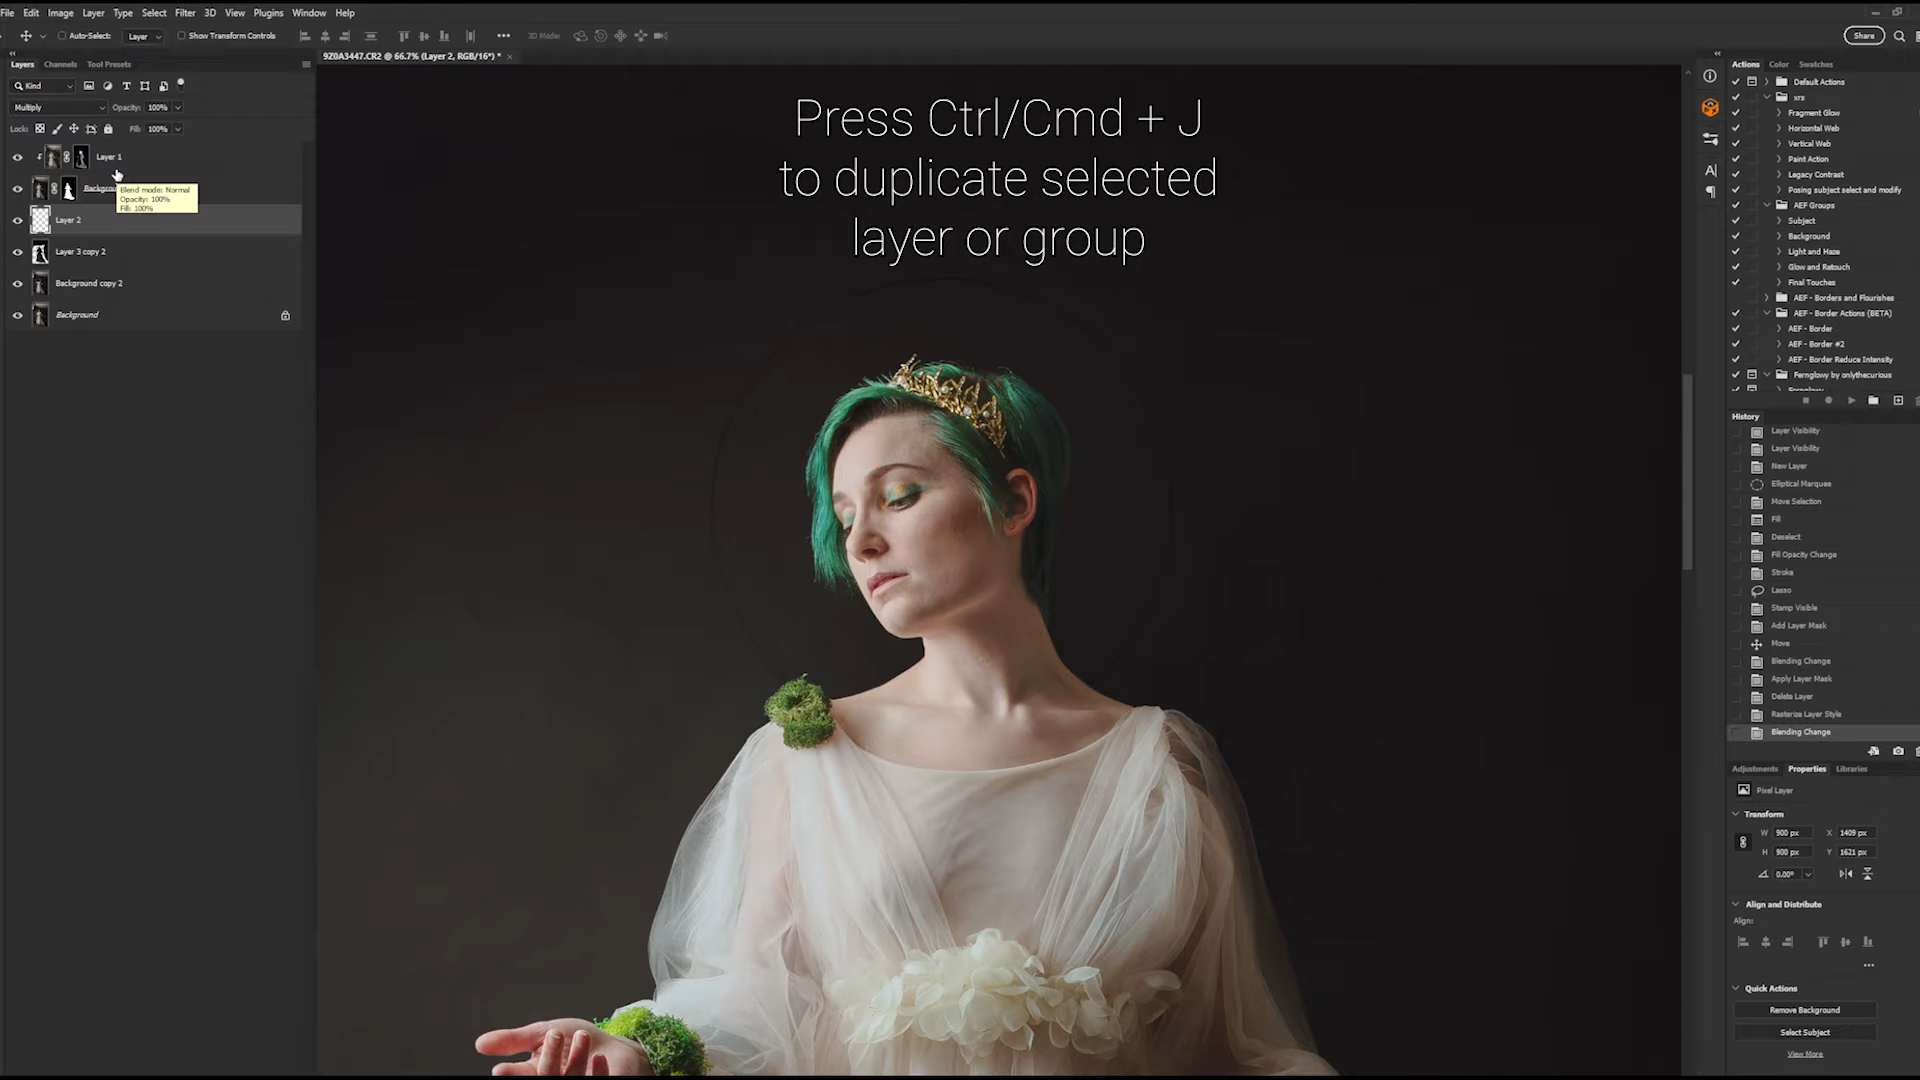 File Edit Image Layer Type Select Filter 3D View Plugins Window Help
Auto-Select: Layer Show Transform Controls 3D Mode: Share
9Z0A3447.CR2 @ 66.7% (Layer 2, RGB/16*) * ×
Layers Channels Tool Presets
Kind
Multiply Opacity: 100%
Lock: Fill: 100%
Layer 1
Blend mode: Normal
Opacity: 100%
Fill: 100%
Layer 2
Layer 3 copy 2
Background copy 2
Background
Press Ctrl/Cmd + J
to duplicate selected
layer or group
Actions Color Swatches
Default Actions
xrs
Fragment Glow
Horizontal Web
Vertical Web
Paint Action
Legacy Contrast
Posing subject select and modify
AEF Groups
Subject
Background
Light and Haze
Glow and Retouch
Final Touches
AEF - Borders and Flourishes
AEF - Border Actions (BETA)
AEF - Border
AEF - Border #2
AEF - Border Reduce Intensity
Fernglowy by onlythecurious
History
Layer Visibility
Layer Visibility
New Layer
Elliptical Marquee
Move Selection
Fill
Deselect
Fill Opacity Change
Stroke
Lasso
Stamp Visible
Add Layer Mask
Move
Blending Change
Apply Layer Mask
Delete Layer
Rasterize Layer Style
Blending Change
Adjustments Properties Libraries
Pixel Layer
Transform
W 900 px X 1409 px
H 900 px Y 1621 px
0.00°
Align and Distribute
Align:
Quick Actions
Remove Background
Select Subject
View More